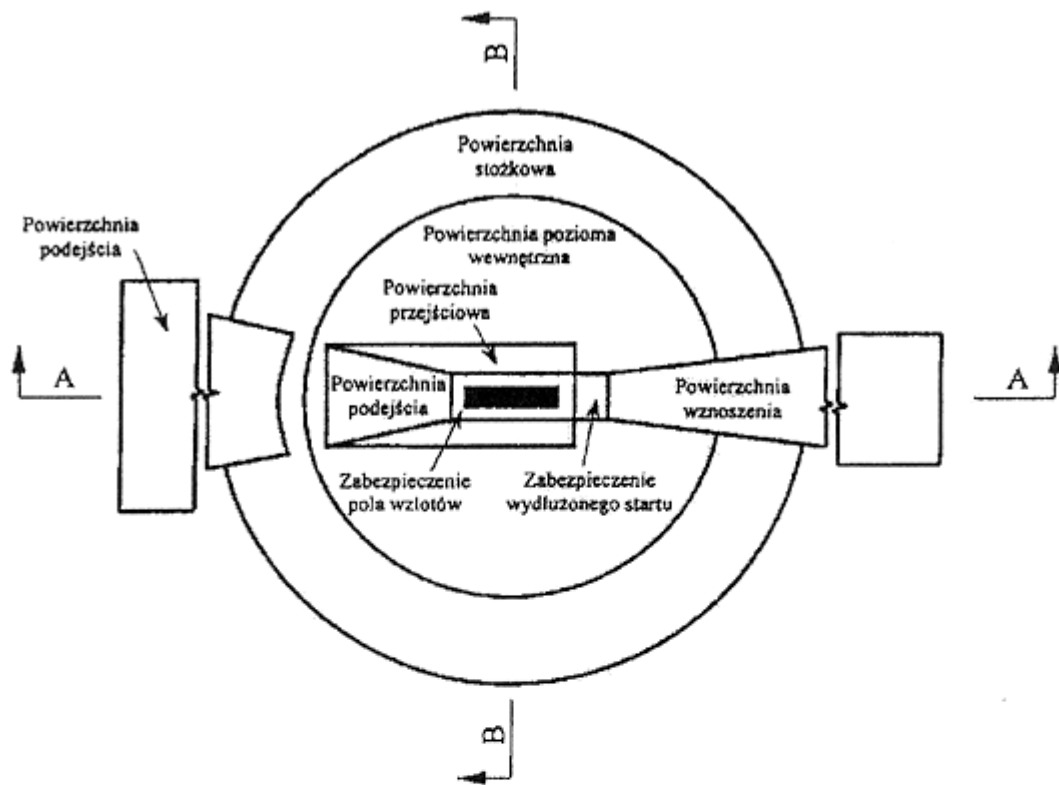 B
Powierzchnia
stożkowa
Powierzchnia
podejścia
Powierzchnia pozioma
wewnętrzna
Powierzchnia
przejściowa
A
Powierzchnia
podejścia
Powierzchnia
wznoszenia
A
Zabezpieczenie
pola wzlotów
Zabezpieczenie
wydłużonego startu
B